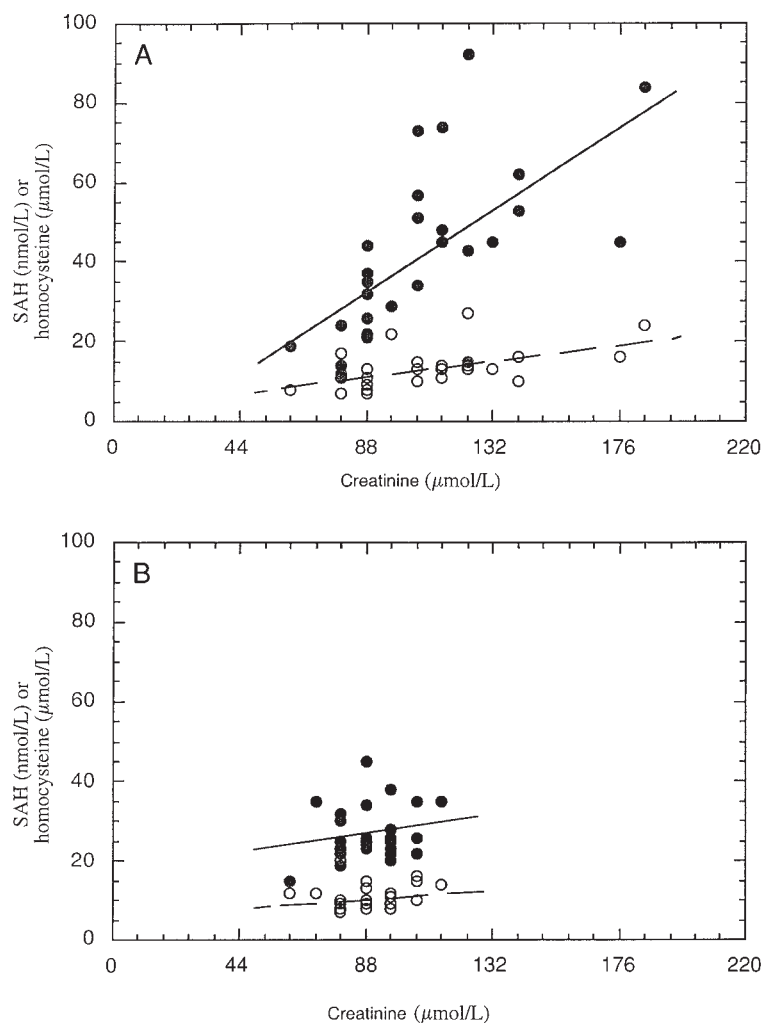 A
100
80
60
40
20
0
SAH (nmol/L) or
homocysteine (μmol/L)
0 44 88 132 176 220
Creatinine (μmol/L)
B
100
80
60
40
20
0
SAH (nmol/L) or
homocysteine (μmol/L)
0 44 88 132 176 220
Creatinine (μmol/L)